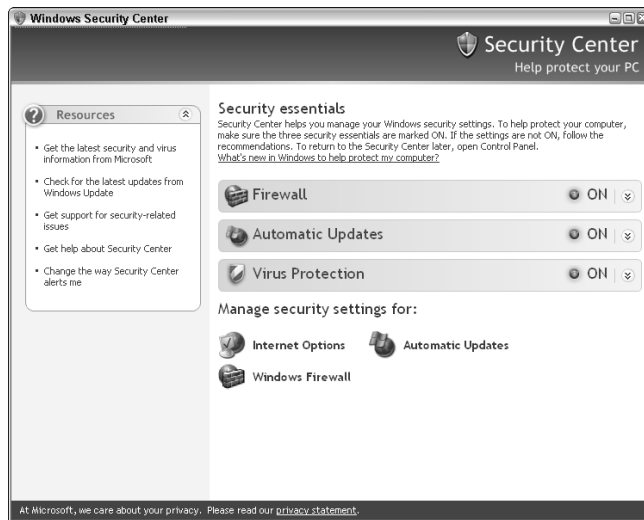 Windows Security Center
Security Center
Help protect your PC
Resources
Get the latest security and virus
information from Microsoft
Check for the latest updates from
Windows Update
Get support for security-related
issues
Get help about Security Center
Change the way Security Center
alerts me
Security essentials
Security Center helps you manage your Windows security settings. To help protect your computer,
make sure the three security essentials are marked ON. If the settings are not ON, follow the
recommendations. To return to the Security Center later, open Control Panel.
What's new in Windows to help protect my computer?
Firewall ON
Automatic Updates ON
Virus Protection ON
Manage security settings for:
Internet Options Automatic Updates
Windows Firewall
At Microsoft, we care about your privacy. Please read our privacy statement.